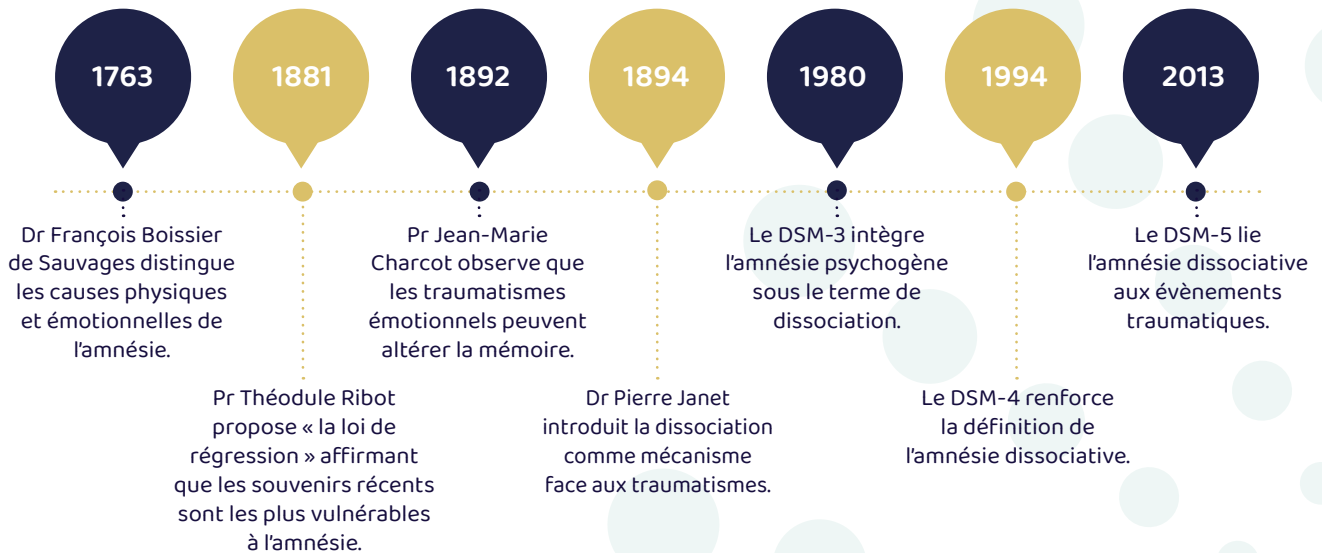 1763
1881
1892
1894
1980
1994
2013
Dr François Boissier
de Sauvages distingue
les causes physiques
et émotionnelles de
l'amnésie.
Pr Théodule Ribot
propose « la loi de
régression » affirmant
que les souvenirs récents
sont les plus vulnérables
à l'amnésie.
Pr Jean-Marie
Charcot observe que
les traumatismes
émotionnels peuvent
altérer la mémoire.
Dr Pierre Janet
introduit la dissociation
comme mécanisme
face aux traumatismes.
Le DSM-3 intègre
l'amnésie psychogène
sous le terme de
dissociation.
Le DSM-4 renforce
la définition de
l'amnésie dissociative.
Le DSM-5 lie
l'amnésie dissociative
aux évènements
traumatiques.